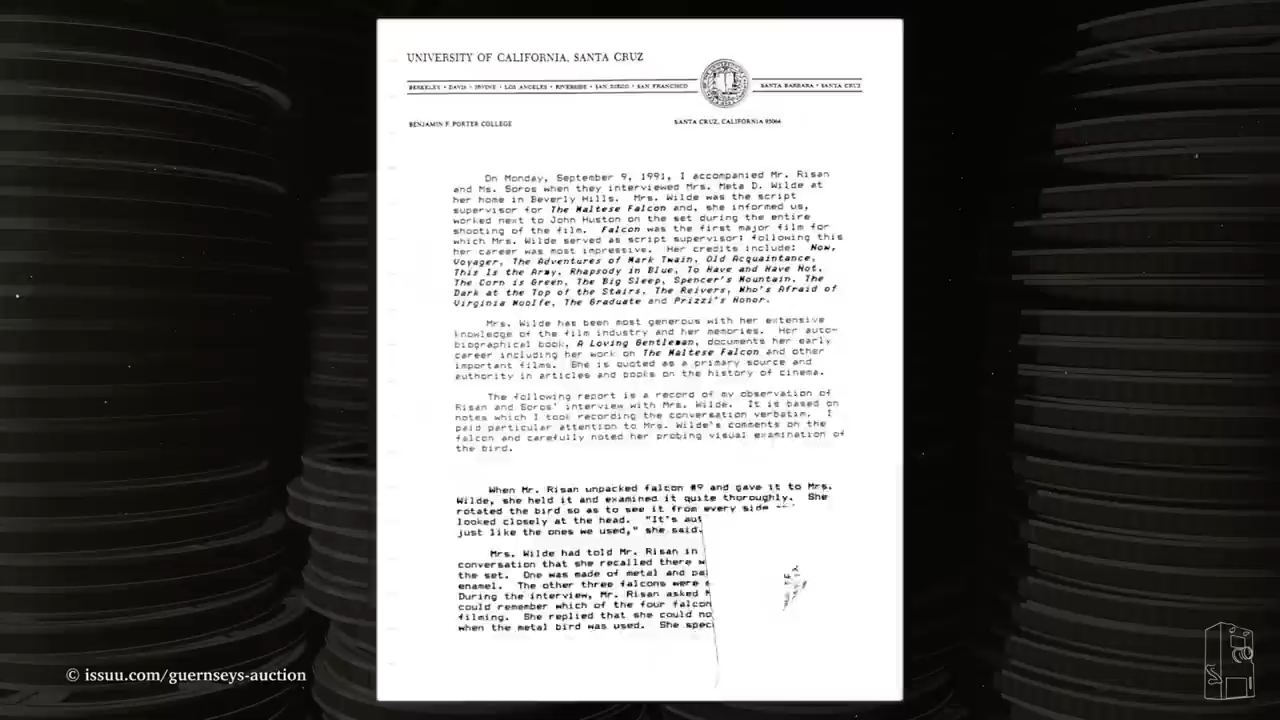 UNIVERSITY OF CALIFORNIA, SANTA CRUZ
BERKELEY • DAVIS • IRVINE • LOS ANGELES • RIVERSIDE • SAN DIEGO • SAN FRANCISCO
SANTA BARBARA • SANTA CRUZ
BENJAMIN F. PORTER COLLEGE
SANTA CRUZ, CALIFORNIA 95064
On Monday, September 9, 1991, I accompanied Mr. Risan
and Ms. Soros when they interviewed Mrs. Meta D. Wilde at
her home in Beverly Hills. Mrs. Wilde was the script
supervisor for The Maltese Falcon and, she informed us,
worked next to John Huston on the set during the entire
shooting of the film. Falcon was the first major film for
which Mrs. Wilde served as script supervisor; following this
her career was most impressive. Her credits include: Now,
Voyager, The Adventures of Mark Twain, Old Acquaintance,
This Is the Army, Rhapsody in Blue, To Have and Have Not,
The Corn is Green, The Big Sleep, Spencer's Mountain, The
Dark at the Top of the Stairs, The Reivers, Who's Afraid of
Virginia Woolfe, The Graduate and Prizzi's Honor.
Mrs. Wilde has been most generous with her extensive
knowledge of the film industry and her memories. Her auto-
biographical book, A Loving Gentleman, documents her early
career including her work on The Maltese Falcon and other
important films. She is quoted as a primary source and
authority in articles and books on the history of cinema.
The following report is a record of my observation of
Risan and Soros' interview with Mrs. Wilde. It is based on
notes which I took recording the conversation verbatim. I
paid particular attention to Mrs. Wilde's comments on the
falcon and carefully noted her probing visual examination of
the bird.
When Mr. Risan unpacked falcon #9 and gave it to Mrs.
Wilde, she held it and examined it quite thoroughly. She
rotated the bird so as to see it from every side
looked closely at the head. "It's aut
just like the ones we used," she said.
Mrs. Wilde had told Mr. Risan in
conversation that she recalled there w
the set. One was made of metal and pa
enamel. The other three falcons were
During the interview, Mr. Risan asked
could remember which of the four falcon
filming. She replied that she could no
when the metal bird was used. She spec
© issuu.com/guernseys-auction